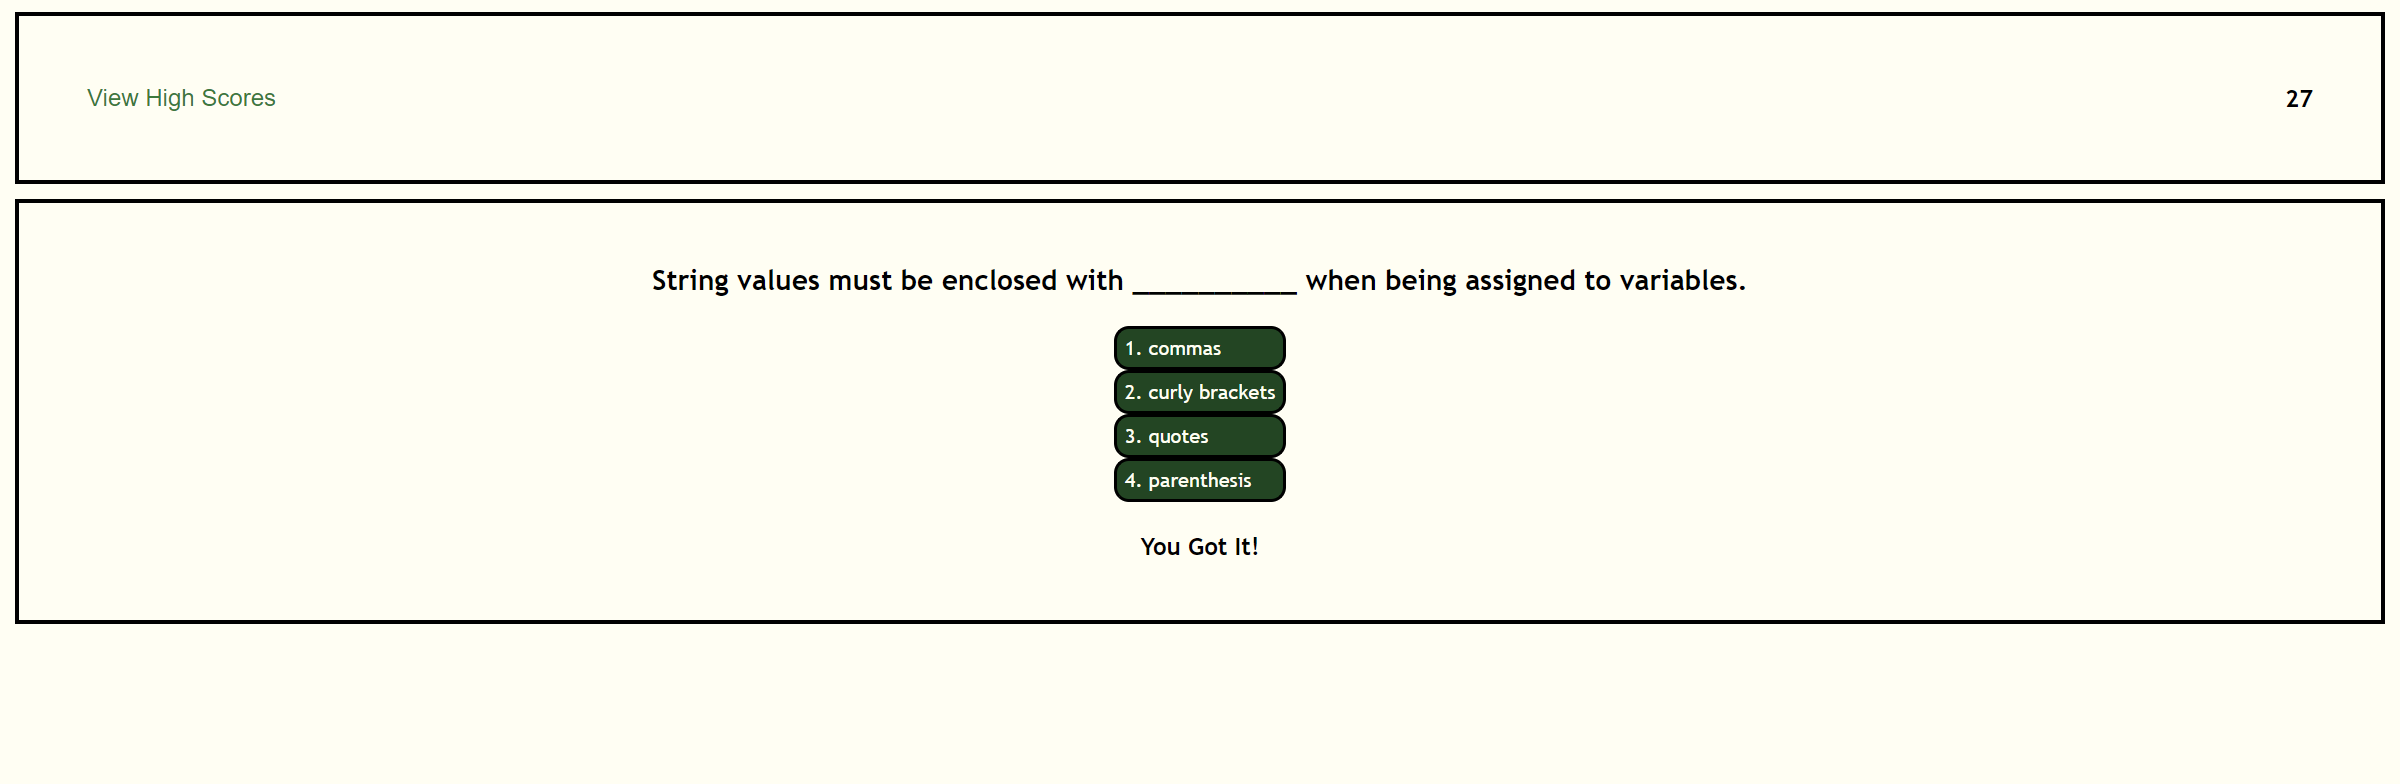 View High Scores
27
String values must be enclosed with __________ when being assigned to variables.
1. commas
2. curly brackets
3. quotes
4. parenthesis
You Got It!